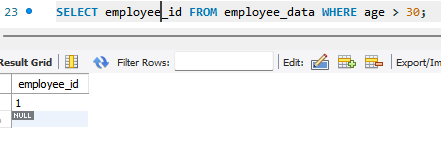 23 SELECT employee_id FROM employee_data WHERE age > 30;
Result Grid Filter Rows: Edit: Export/Im
employee_id
1
NULL